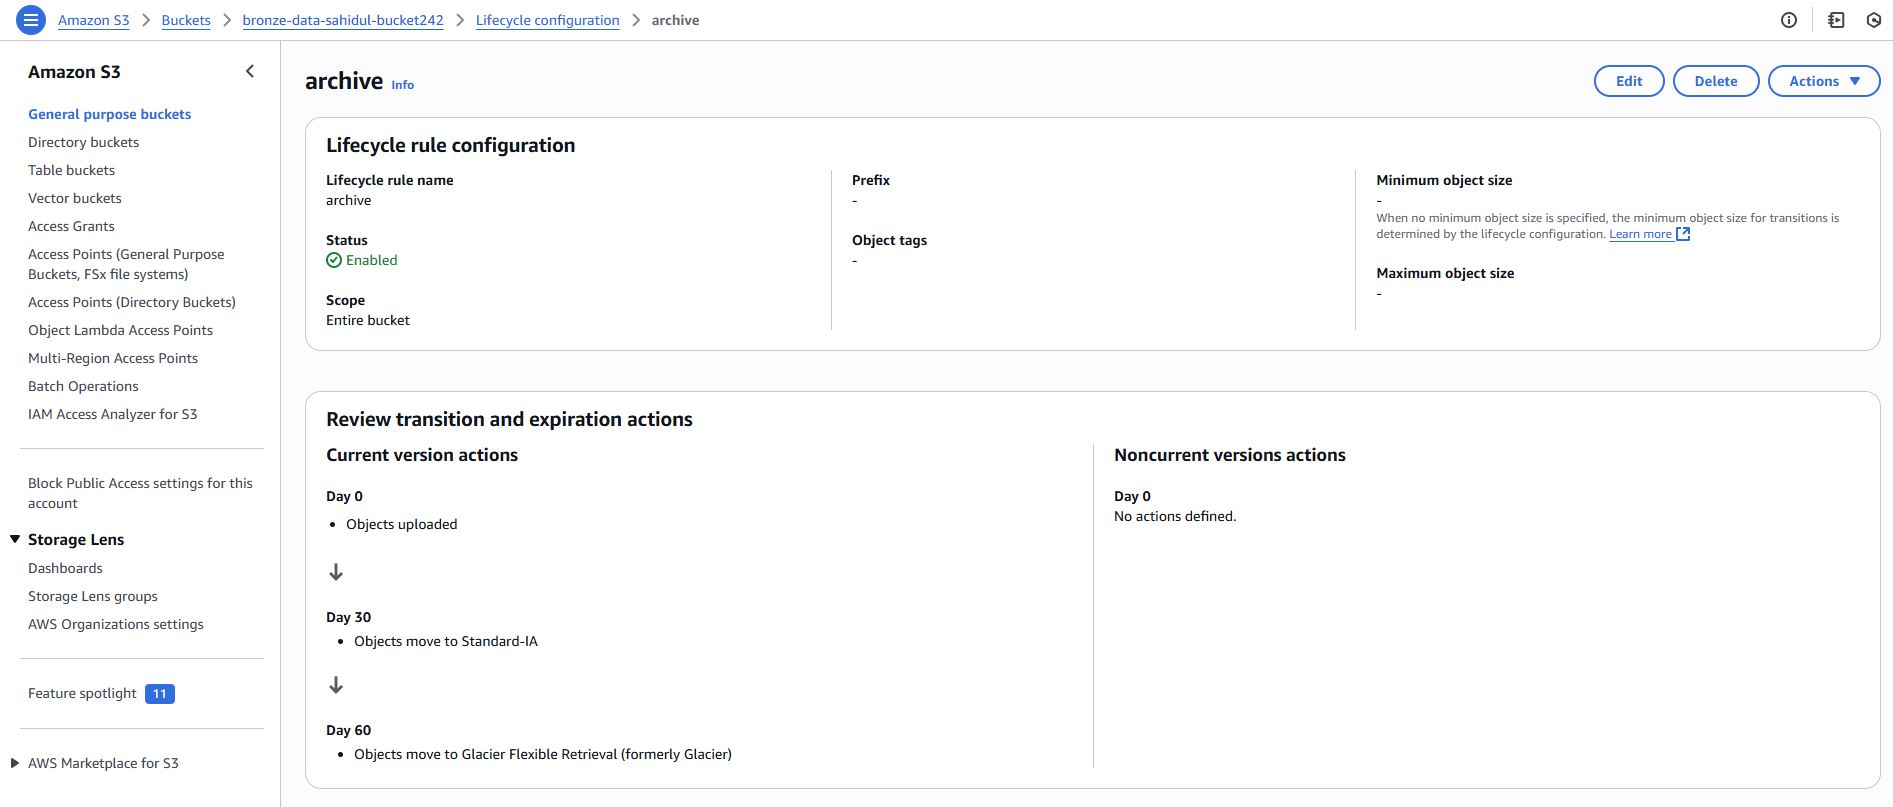 Amazon S3 > Buckets > bronze-data-sahidul-bucket242 > Lifecycle configuration > archive
Amazon S3
General purpose buckets
Directory buckets
Table buckets
Vector buckets
Access Grants
Access Points (General Purpose
Buckets, FSx file systems)
Access Points (Directory Buckets)
Object Lambda Access Points
Multi-Region Access Points
Batch Operations
IAM Access Analyzer for S3
Block Public Access settings for this
account
Storage Lens
Dashboards
Storage Lens groups
AWS Organizations settings
Feature spotlight 11
AWS Marketplace for S3
archive Info
Edit
Delete
Actions
Lifecycle rule configuration
Lifecycle rule name
archive
Status
Enabled
Scope
Entire bucket
Prefix
-
Object tags
-
Minimum object size
-
When no minimum object size is specified, the minimum object size for transitions is
determined by the lifecycle configuration. Learn more
Maximum object size
-
Review transition and expiration actions
Current version actions
Day 0
• Objects uploaded
Day 30
• Objects move to Standard-IA
Day 60
• Objects move to Glacier Flexible Retrieval (formerly Glacier)
Noncurrent versions actions
Day 0
No actions defined.